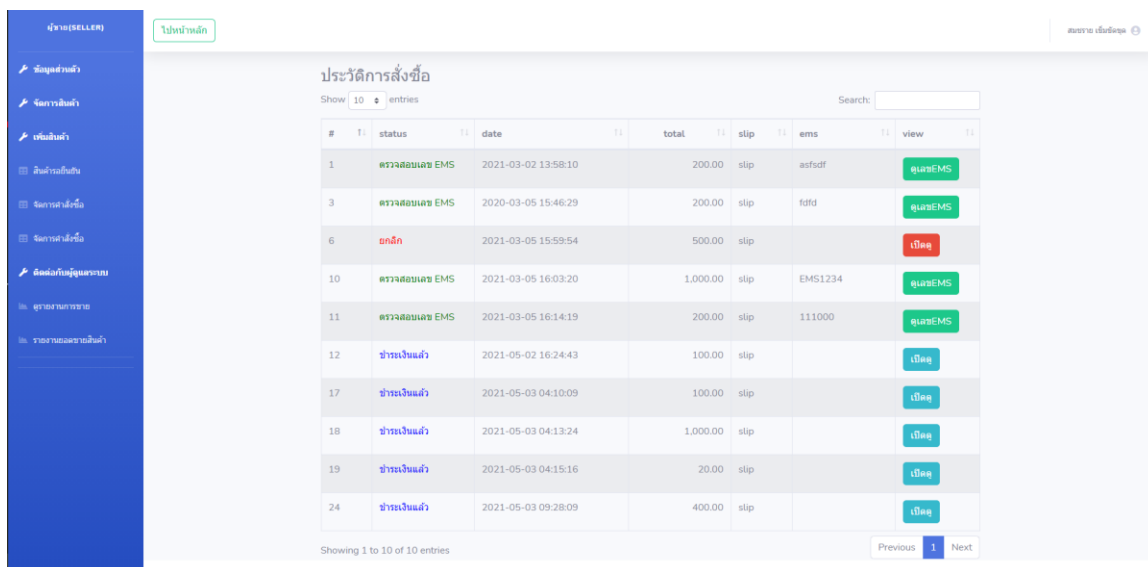 ผู้ขาย(SELLER)
ไปหน้าหลัก
สมชราย เข็มขัดชุด
ข้อมูลส่วนตัว
จัดการสินค้า
เพิ่มสินค้า
สินค้ารอยืนยัน
จัดการคำสั่งซื้อ
จัดการคำสั่งซื้อ
ติดต่อกับผู้ดูแลระบบ
ดูรายงานการขาย
รายงานยอดขายสินค้า
ประวัติการสั่งซื้อ
Show 10 entries Search:
# status date total slip ems view
1 ตรวจสอบเลข EMS 2021-03-02 13:58:10 200.00 slip asfsdf ดูเลขEMS
3 ตรวจสอบเลข EMS 2020-03-05 15:46:29 200.00 slip fdfd ดูเลขEMS
6 ยกลึก 2021-03-05 15:59:54 500.00 slip เปิดดู
10 ตรวจสอบเลข EMS 2021-03-05 16:03:20 1,000.00 slip EMS1234 ดูเลขEMS
11 ตรวจสอบเลข EMS 2021-03-05 16:14:19 200.00 slip 111000 ดูเลขEMS
12 ชำระเงินแล้ว 2021-05-02 16:24:43 100.00 slip เปิดดู
17 ชำระเงินแล้ว 2021-05-03 04:10:09 100.00 slip เปิดดู
18 ชำระเงินแล้ว 2021-05-03 04:13:24 1,000.00 slip เปิดดู
19 ชำระเงินแล้ว 2021-05-03 04:15:16 20.00 slip เปิดดู
24 ชำระเงินแล้ว 2021-05-03 09:28:09 400.00 slip เปิดดู
Showing 1 to 10 of 10 entries Previous 1 Next